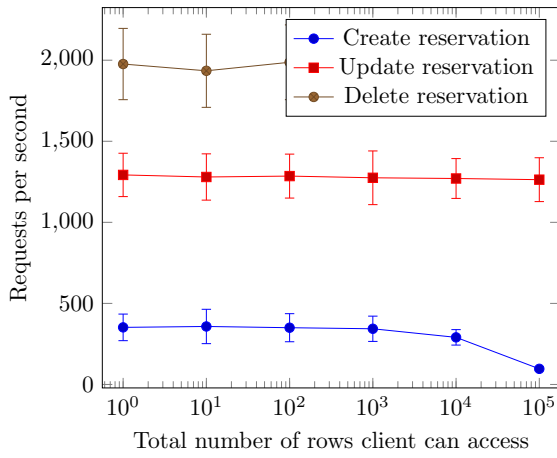 Create reservation
Update reservation
Delete reservation
2,000
1,500
1,000
500
0
Requests per second
10^0 10^1 10^2 10^3 10^4 10^5
Total number of rows client can access